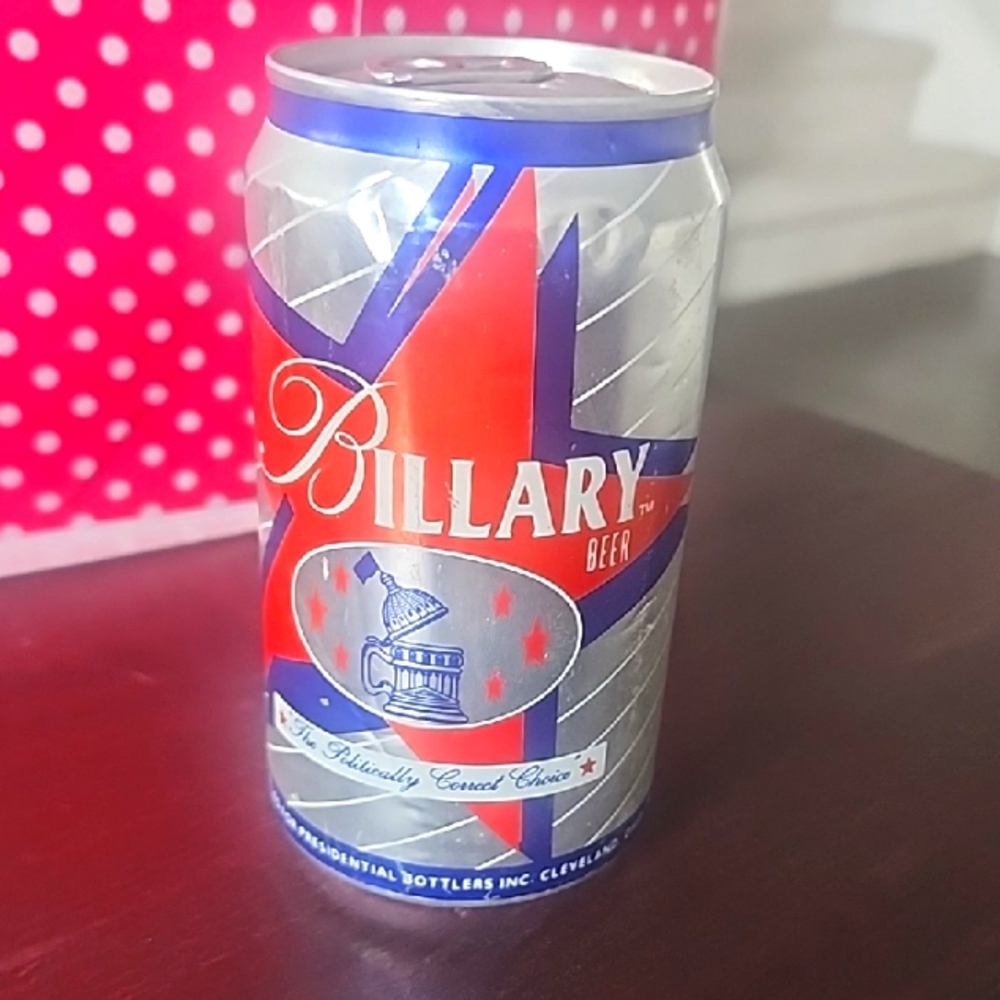 BILLARY™
BEER
"The Politically Correct Choice"
PRESIDENTIAL BOTTLERS INC. CLEVELAND,